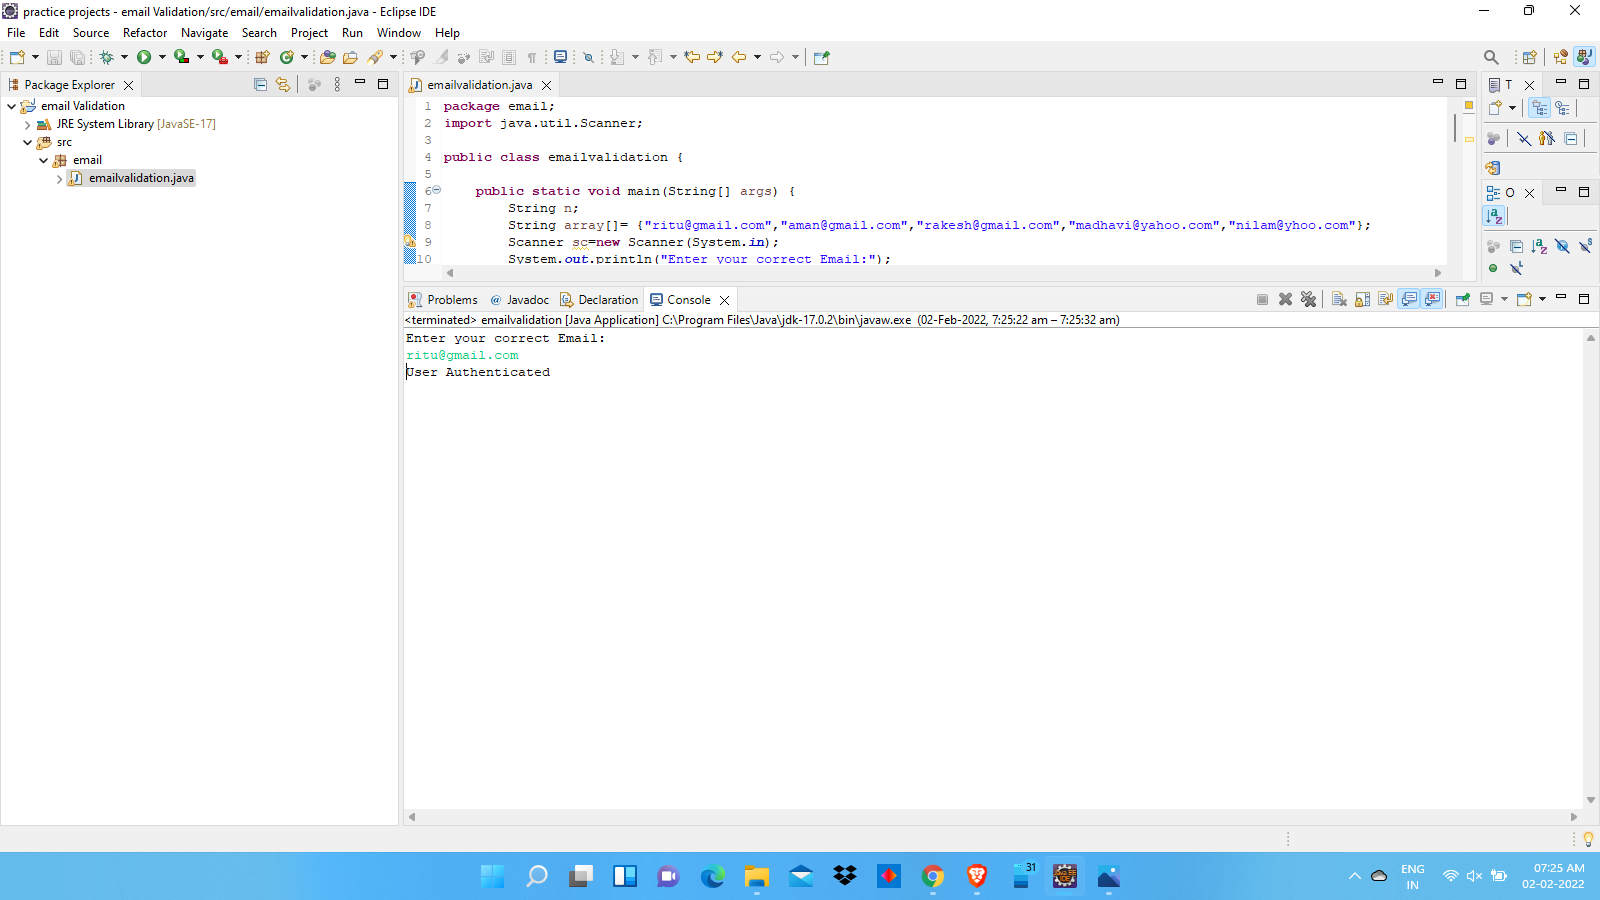 practice projects - email Validation/src/email/emailvalidation.java - Eclipse IDE
File Edit Source Refactor Navigate Search Project Run Window Help
Package Explorer
email Validation
JRE System Library [JavaSE-17]
src
email
emailvalidation.java
emailvalidation.java
1 package email;
2 import java.util.Scanner;
3
4 public class emailvalidation {
5
6 public static void main(String[] args) {
7 String n;
8 String array[]= {"ritu@gmail.com","aman@gmail.com","rakesh@gmail.com","madhavi@yahoo.com","nilam@yhoo.com"};
9 Scanner sc=new Scanner(System.in);
10 System.out.println("Enter your correct Email:");
T
O
Problems @ Javadoc Declaration Console
<terminated> emailvalidation [Java Application] C:\Program Files\Java\jdk-17.0.2\bin\javaw.exe (02-Feb-2022, 7:25:22 am – 7:25:32 am)
Enter your correct Email:
ritu@gmail.com
User Authenticated
31
ENG
IN
07:25 AM
02-02-2022